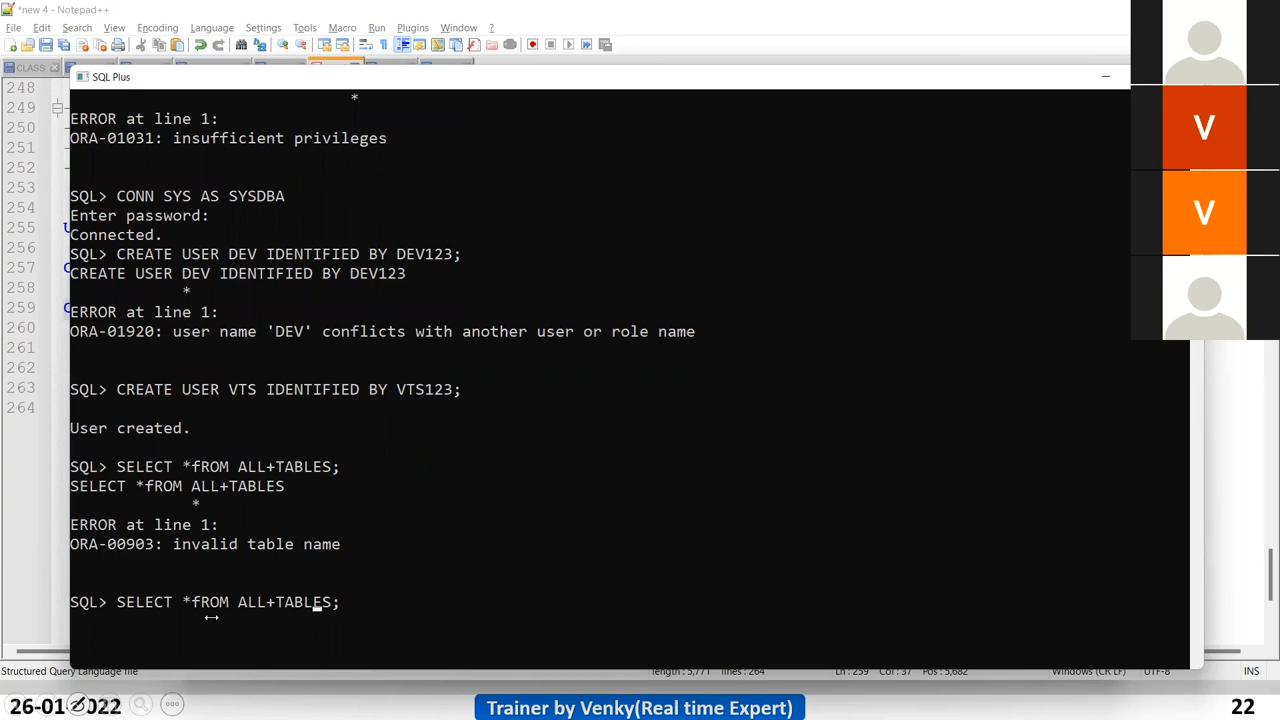 *new 4 - Notepad++
File Edit Search View Encoding Language Settings Tools Macro Run Plugins Window ?
CLASS
SQL Plus
248
249
250
251
252
253
254
255
256
257
258
259
260
261
262
263
264
*
ERROR at line 1:
ORA-01031: insufficient privileges
SQL> CONN SYS AS SYSDBA
Enter password:
Connected.
SQL> CREATE USER DEV IDENTIFIED BY DEV123;
CREATE USER DEV IDENTIFIED BY DEV123
*
ERROR at line 1:
ORA-01920: user name 'DEV' conflicts with another user or role name
SQL> CREATE USER VTS IDENTIFIED BY VTS123;
User created.
SQL> SELECT *fROM ALL+TABLES;
SELECT *fROM ALL+TABLES
*
ERROR at line 1:
ORA-00903: invalid table name
SQL> SELECT *fROM ALL+TABLES;
V
V
Structured Query Language file
length : 5,771 lines : 264
Ln : 259 Col : 37 Pos : 5,682
Windows (CR LF)
UTF-8
INS
26-01 2022
Trainer by Venky(Real time Expert)
22